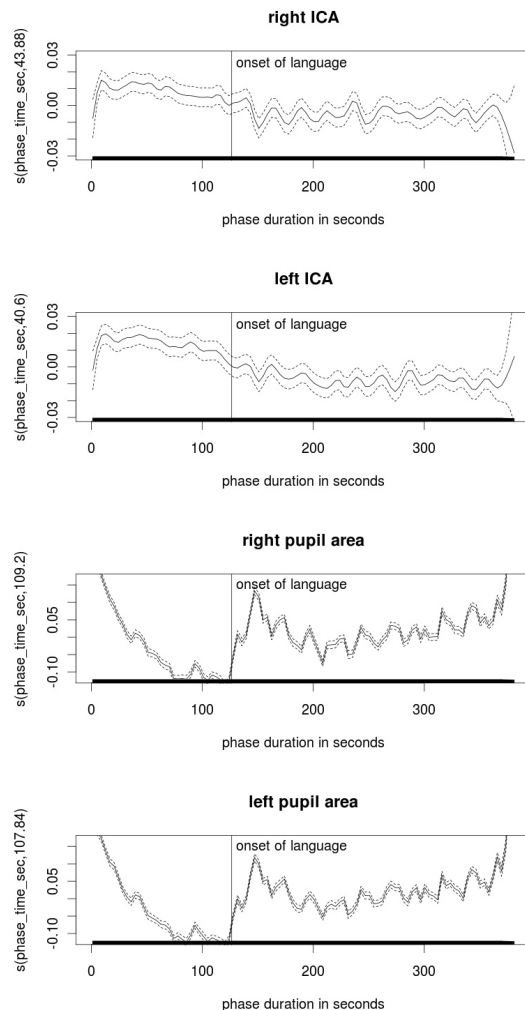 right ICA
s(phase_time_sec,43.88)
0.03
0.00
-0.03
onset of language
0 100 200 300
phase duration in seconds
left ICA
s(phase_time_sec,40.6)
0.03
0.00
-0.03
onset of language
0 100 200 300
phase duration in seconds
right pupil area
s(phase_time_sec,109.2)
0.05
-0.10
onset of language
0 100 200 300
phase duration in seconds
left pupil area
s(phase_time_sec,107.84)
0.05
-0.10
onset of language
0 100 200 300
phase duration in seconds